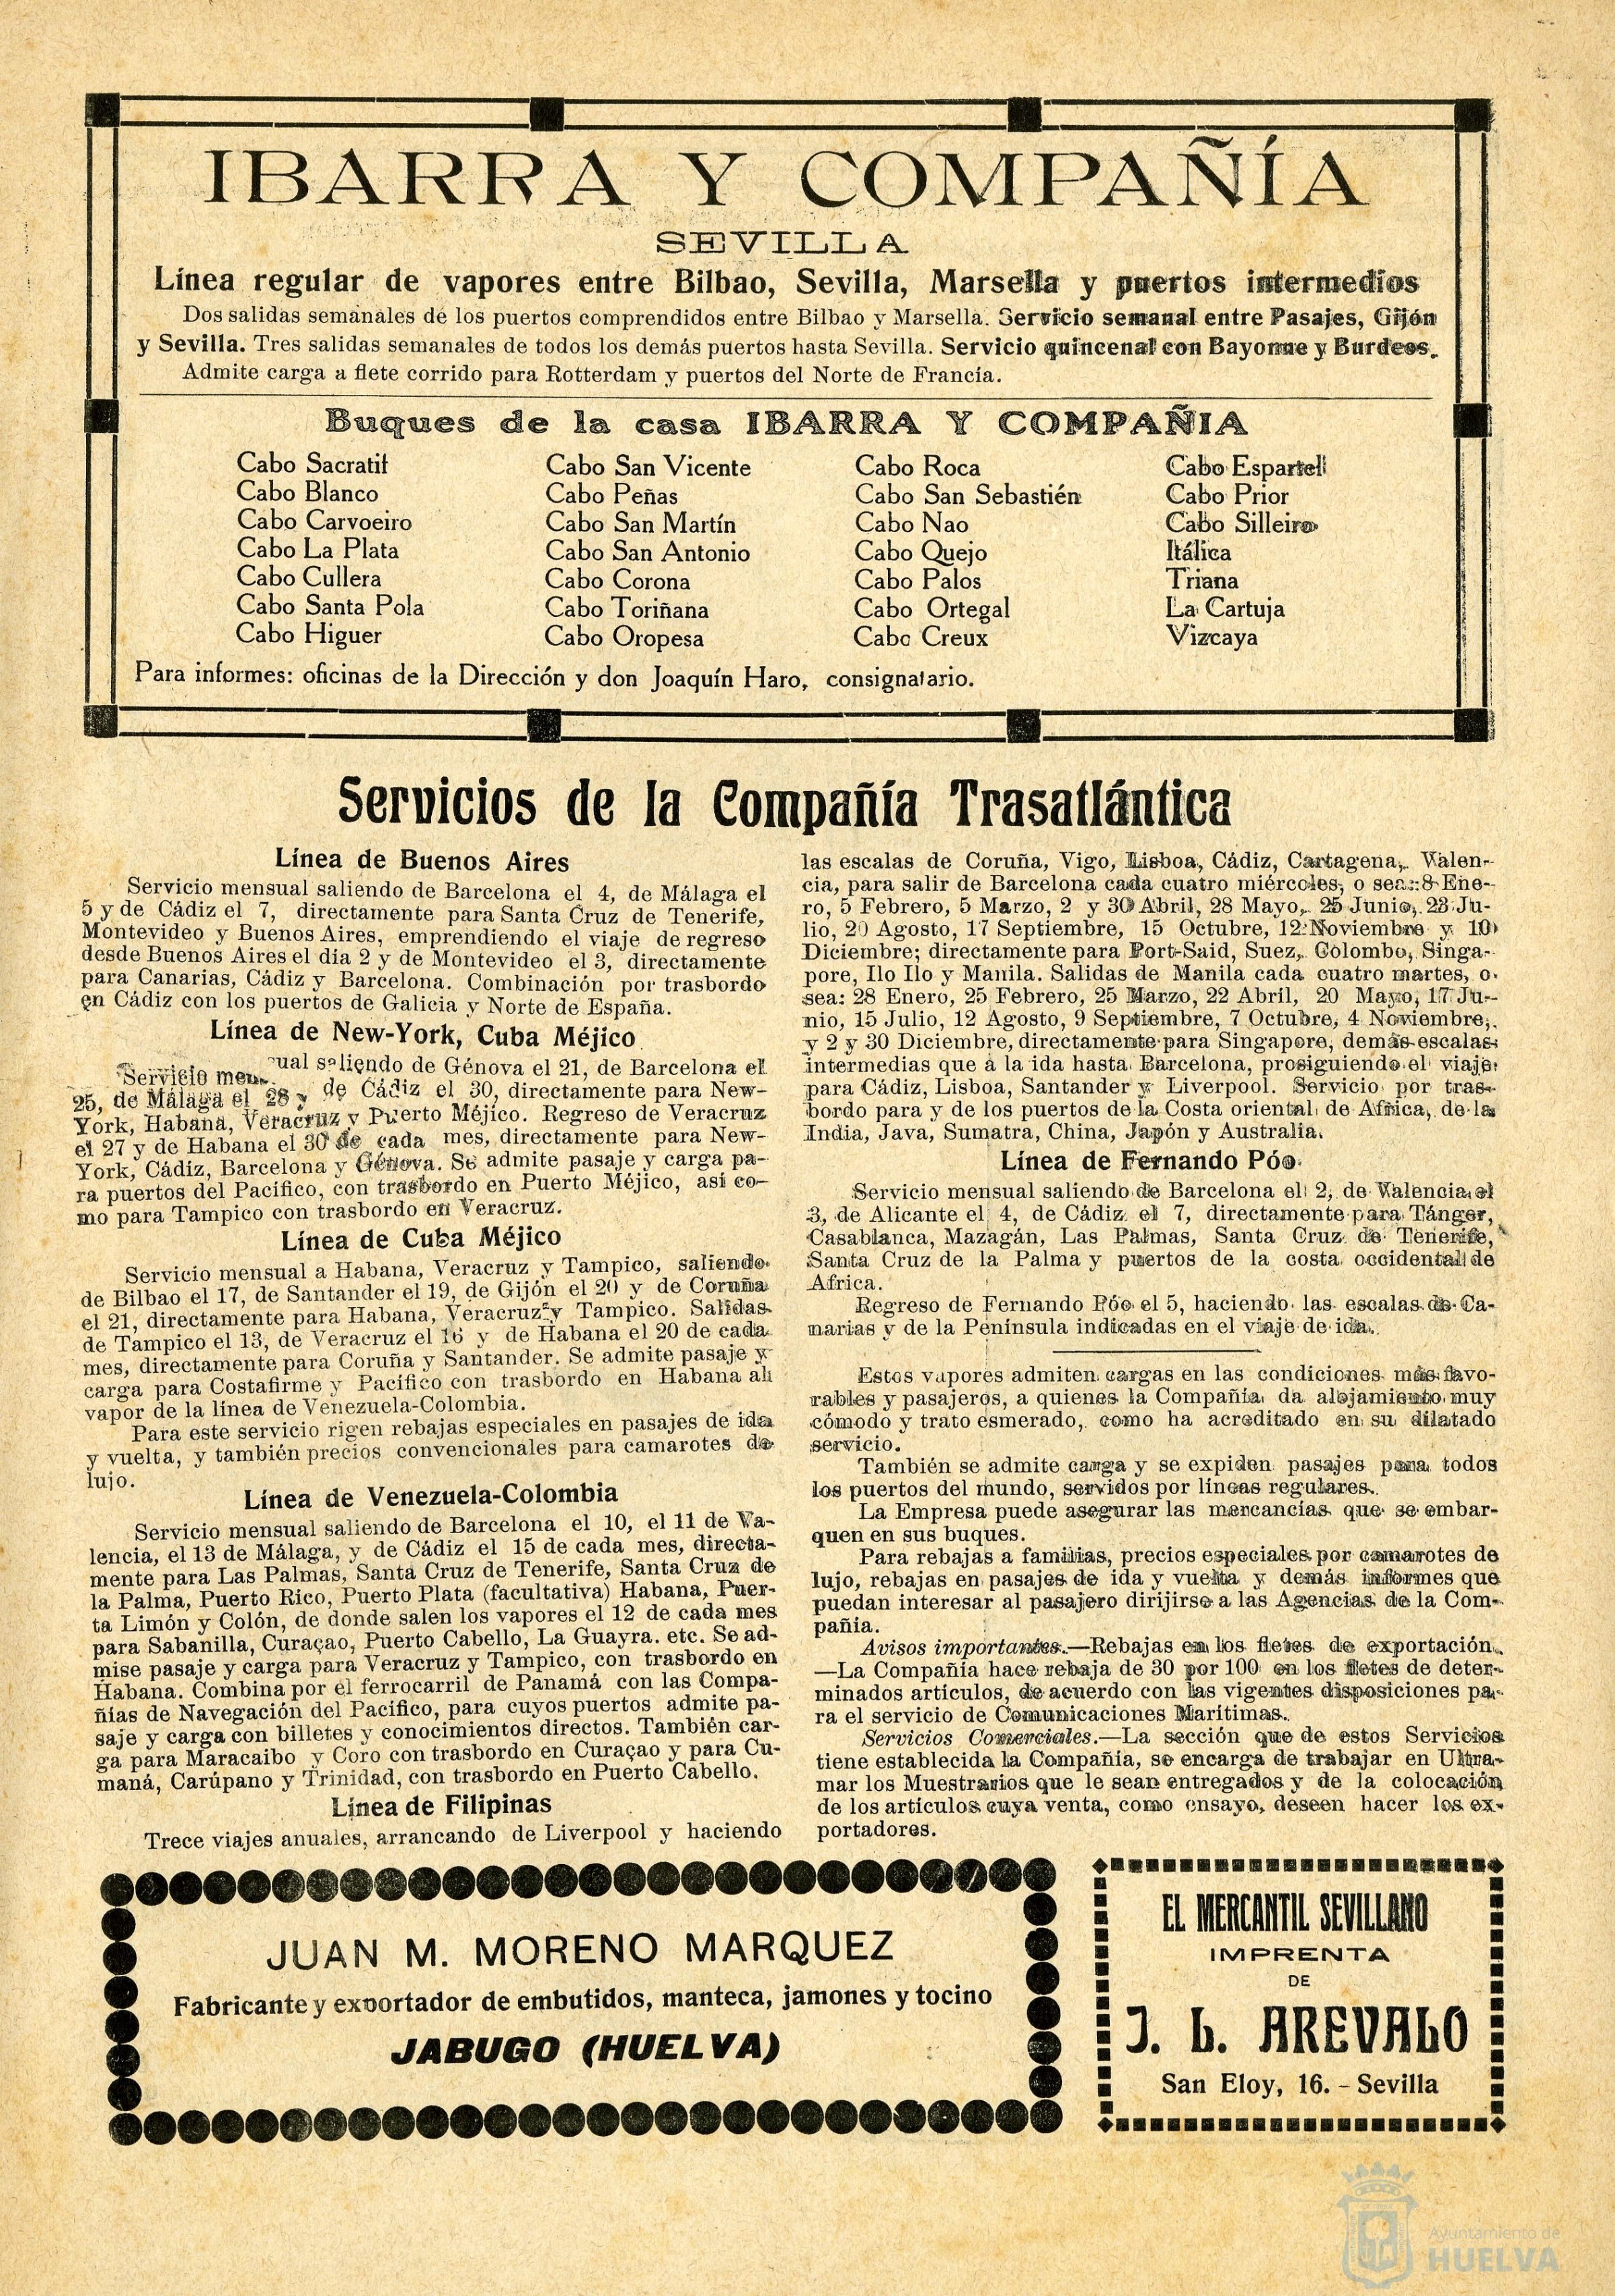 IBARRA Y COMPAÑÍA
SEVILLA
Línea regular de vapores entre Bilbao, Sevilla, Marsella y puertos intermedios
Dos salidas semanales de los puertos comprendidos entre Bilbao y Marsella. Servicio semanal entre Pasajes, Gijón
y Sevilla. Tres salidas semanales de todos los demás puertos hasta Sevilla. Servicio quincenal con Bayonne y Burdeos.
Admite carga a flete corrido para Rotterdam y puertos del Norte de Francia.
Buques de la casa IBARRA Y COMPAÑIA
Cabo Sacratif
Cabo Blanco
Cabo Carvoeiro
Cabo La Plata
Cabo Cullera
Cabo Santa Pola
Cabo Higuer
Cabo San Vicente
Cabo Peñas
Cabo San Martín
Cabo San Antonio
Cabo Corona
Cabo Toriñana
Cabo Oropesa
Cabo Roca
Cabo San Sebastién
Cabo Nao
Cabo Quejo
Cabo Palos
Cabo Ortegal
Cabo Creux
Cabo Espartel
Cabo Prior
Cabo Silleiro
Itálica
Triana
La Cartuja
Vizcaya
Para informes: oficinas de la Dirección y don Joaquín Haro, consignatario.
Servicios de la Compañía Trasatlántica
Línea de Buenos Aires
Servicio mensual saliendo de Barcelona el 4, de Málaga el
5 y de Cádiz el 7, directamente para Santa Cruz de Tenerife,
Montevideo y Buenos Aires, emprendiendo el viaje de regreso
desde Buenos Aires el día 2 y de Montevideo el 3, directamente
para Canarias, Cádiz y Barcelona. Combinación por trasbordo
en Cádiz con los puertos de Galicia y Norte de España.
Línea de New-York, Cuba Méjico
Servicio mensual saliendo de Génova el 21, de Barcelona el
25, de Málaga el 28 y de Cádiz el 30, directamente para New-
York, Habana, Veracruz y Puerto Méjico. Regreso de Veracruz
el 27 y de Habana el 30 de cada mes, directamente para New-
York, Cádiz, Barcelona y Génova. Se admite pasaje y carga pa-
ra puertos del Pacífico, con trasbordo en Puerto Méjico, así co-
mo para Tampico con trasbordo en Veracruz.
Línea de Cuba Méjico
Servicio mensual a Habana, Veracruz y Tampico, saliendo
de Bilbao el 17, de Santander el 19, de Gijón el 20 y de Coruña
el 21, directamente para Habana, Veracruz y Tampico. Salidas
de Tampico el 13, de Veracruz el 16 y de Habana el 20 de cada
mes, directamente para Coruña y Santander. Se admite pasaje y
carga para Costafirme y Pacífico con trasbordo en Habana al
vapor de la línea de Venezuela-Colombia.
Para este servicio rigen rebajas especiales en pasajes de ida
y vuelta, y también precios convencionales para camarotes de
lujo.
Línea de Venezuela-Colombia
Servicio mensual saliendo de Barcelona el 10, el 11 de Va-
lencia, el 13 de Málaga, y de Cádiz el 15 de cada mes, directa-
mente para Las Palmas, Santa Cruz de Tenerife, Santa Cruz de
la Palma, Puerto Rico, Puerto Plata (facultativa) Habana, Puer-
ta Limón y Colón, de donde salen los vapores el 12 de cada mes
para Sabanilla, Curaçao, Puerto Cabello, La Guayra. etc. Se ad-
mise pasaje y carga para Veracruz y Tampico, con trasbordo en
Habana. Combina por el ferrocarril de Panamá con las Compa-
ñías de Navegación del Pacífico, para cuyos puertos admite pa-
saje y carga con billetes y conocimientos directos. También car-
ga para Maracaibo y Coro con trasbordo en Curaçao y para Cu-
maná, Carúpano y Trinidad, con trasbordo en Puerto Cabello.
Línea de Filipinas
Trece viajes anuales, arrancando de Liverpool y haciendo
las escalas de Coruña, Vigo, Lisboa, Cádiz, Cartagena, Valen-
cia, para salir de Barcelona cada cuatro miércoles, o sea: 8 Ene-
ro, 5 Febrero, 5 Marzo, 2 y 30 Abril, 28 Mayo, 25 Junio, 23 Ju-
lio, 20 Agosto, 17 Septiembre, 15 Octubre, 12 Noviembre y 10
Diciembre; directamente para Port-Said, Suez, Colombo, Singa-
pore, Ilo Ilo y Manila. Salidas de Manila cada cuatro martes, o
sea: 28 Enero, 25 Febrero, 25 Marzo, 22 Abril, 20 Mayo, 17 Ju-
nio, 15 Julio, 12 Agosto, 9 Septiembre, 7 Octubre, 4 Noviembre,
y 2 y 30 Diciembre, directamente para Singapore, demás escalas
intermedias que a la ida hasta Barcelona, prosiguiendo el viaje
para Cádiz, Lisboa, Santander y Liverpool. Servicio por tras-
bordo para y de los puertos de la Costa oriental de Africa, de la
India, Java, Sumatra, China, Japón y Australia.
Línea de Fernando Póo
Servicio mensual saliendo de Barcelona el 2, de Valencia el
3, de Alicante el 4, de Cádiz el 7, directamente para Tánger,
Casablanca, Mazagán, Las Palmas, Santa Cruz de Tenerife,
Santa Cruz de la Palma y puertos de la costa occidental de
Africa.
Regreso de Fernando Póo el 5, haciendo las escalas de Ca-
narias y de la Península indicadas en el viaje de ida.
Estos vapores admiten cargas en las condiciones más favo-
rables y pasajeros, a quienes la Compañía da alojamiento muy
cómodo y trato esmerado, como ha acreditado en su dilatado
servicio.
También se admite carga y se expiden pasajes para todos
los puertos del mundo, servidos por líneas regulares.
La Empresa puede asegurar las mercancías que se embar-
quen en sus buques.
Para rebajas a familias, precios especiales por camarotes de
lujo, rebajas en pasajes de ida y vuelta y demás informes que
puedan interesar al pasajero dirijirse a las Agencias de la Com-
pañía.
Avisos importantes.—Rebajas en los fletes de exportación.
—La Compañía hace rebaja de 30 por 100 en los fletes de deter-
minados artículos, de acuerdo con las vigentes disposiciones pa-
ra el servicio de Comunicaciones Marítimas.
Servicios Comerciales.—La sección que de estos Servicios
tiene establecida la Compañía, se encarga de trabajar en Ultra-
mar los Muestrarios que le sean entregados y de la colocación
de los artículos cuya venta, como ensayo, deseen hacer los ex-
portadores.
JUAN M. MORENO MARQUEZ
Fabricante y exportador de embutidos, manteca, jamones y tocino
JABUGO (HUELVA)
EL MERCANTIL SEVILLANO
IMPRENTA
DE
J. L. AREVALO
San Eloy, 16. - Sevilla
Ayuntamiento de
HUELVA